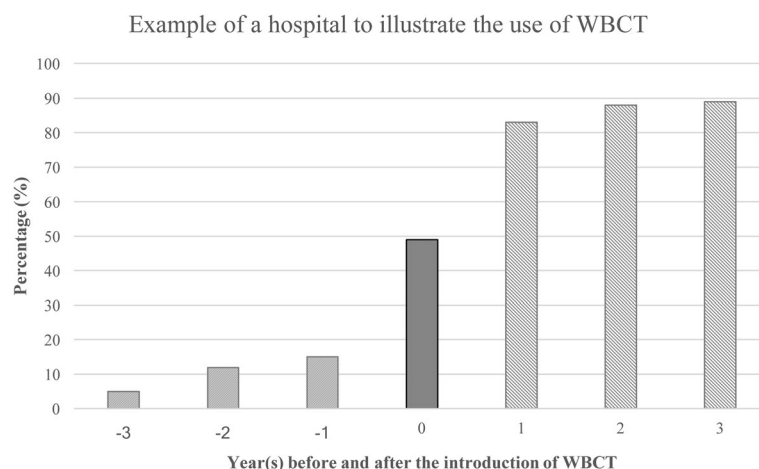 Example of a hospital to illustrate the use of WBCT
100
90
80
70
60
50
40
30
20
10
0
Percentage (%)
-3 -2 -1 0 1 2 3
Year(s) before and after the introduction of WBCT